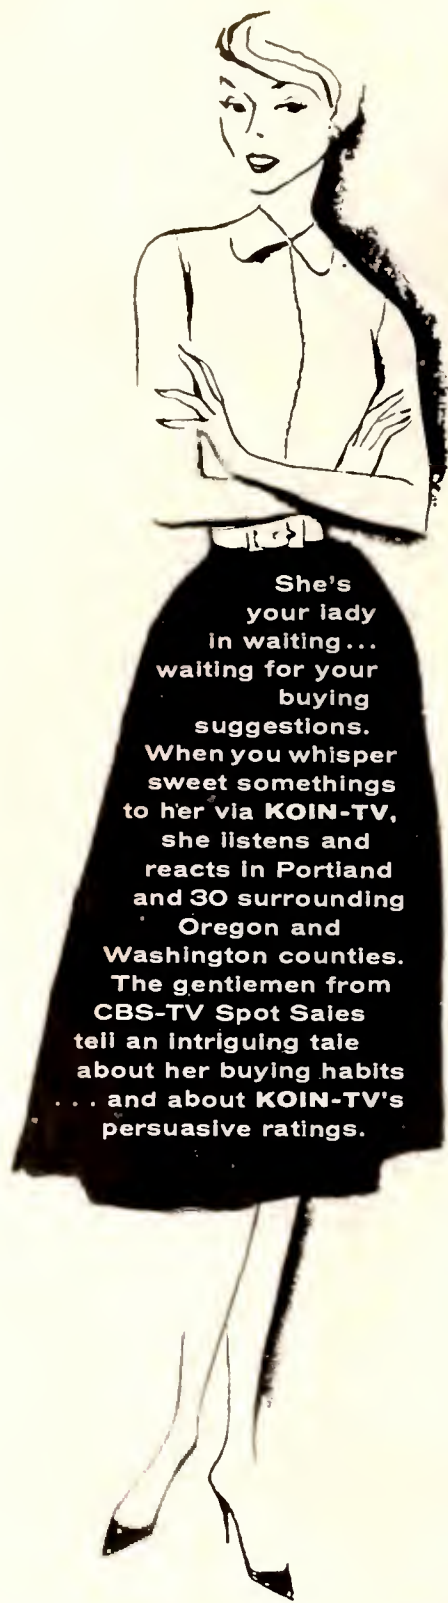 She's
your lady
in waiting...
waiting for your
buying
suggestions.
When you whisper
sweet somethings
to her via KOIN-TV,
she listens and
reacts in Portland
and 30 surrounding
Oregon and
Washington counties.
The gentlemen from
CBS-TV Spot Sales
tell an intriguing tale
about her buying habits
... and about KOIN-TV's
persuasive ratings.